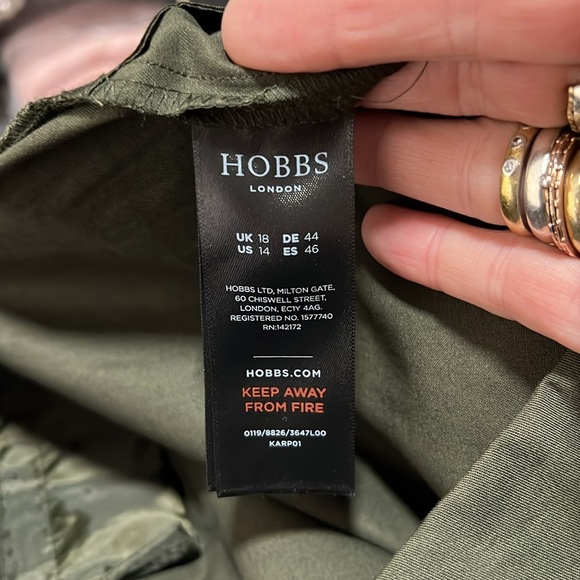 HOBBS
LONDON
UK 18 DE 44
US 14 ES 46
HOBBS LTD, MILTON GATE,
60 CHISWELL STREET,
LONDON, EC1Y 4AG.
REGISTERED NO. 1577740
RN:142172
HOBBS.COM
KEEP AWAY
FROM FIRE
0119/8826/3647L00
KARP01